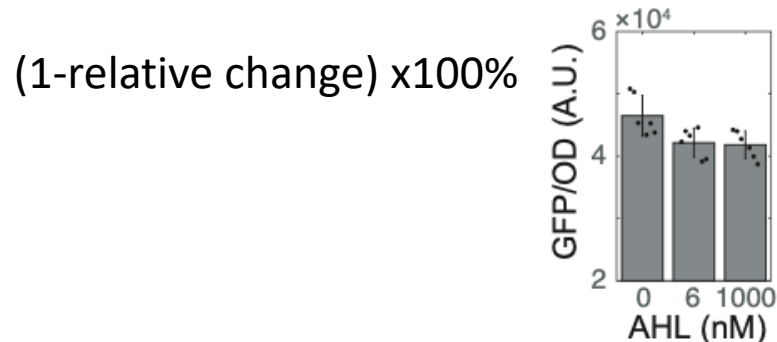 (1-relative change) x100%
×10⁴
6
4
2
GFP/OD (A.U.)
0 6 1000
AHL (nM)